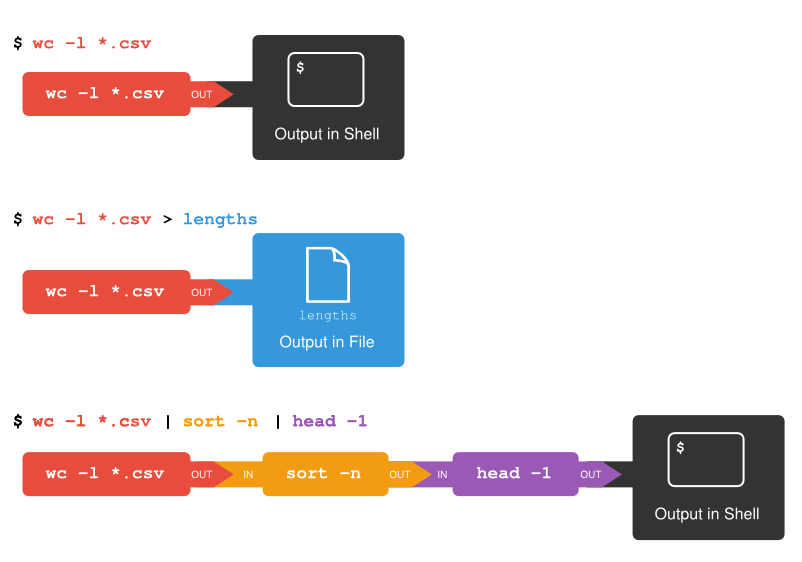 $ wc -l *.csv
wc -l *.csv OUT
$
Output in Shell
$ wc -l *.csv > lengths
wc -l *.csv OUT
lengths
Output in File
$ wc -l *.csv | sort -n | head -1
wc -l *.csv OUT IN sort -n OUT IN head -1 OUT
$
Output in Shell